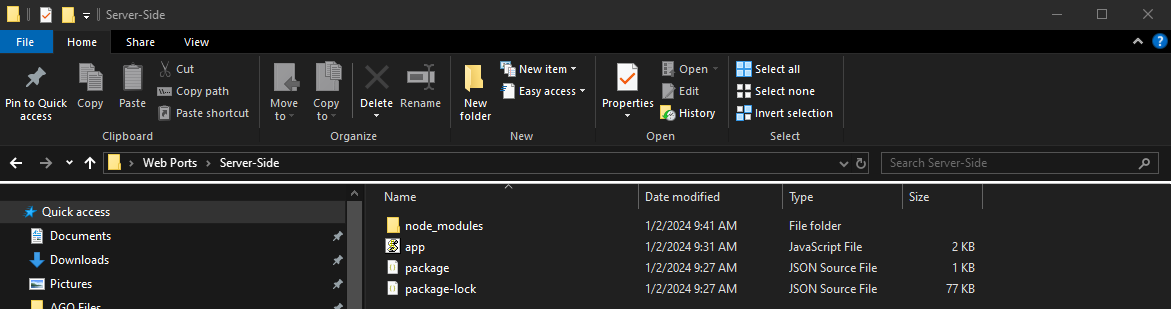 Server-Side
File Home Share View
Pin to Quick access
Copy
Paste
Cut
Copy path
Paste shortcut
Clipboard
Move to
Copy to
Delete
Rename
Organize
New folder
New item
Easy access
New
Properties
Open
Edit
History
Open
Select all
Select none
Invert selection
Select
Web Ports > Server-Side
Search Server-Side
Quick access
Documents
Downloads
Pictures
AGO Files
Name Date modified Type Size
node_modules 1/2/2024 9:41 AM File folder
app 1/2/2024 9:31 AM JavaScript File 2 KB
package 1/2/2024 9:27 AM JSON Source File 1 KB
package-lock 1/2/2024 9:27 AM JSON Source File 77 KB